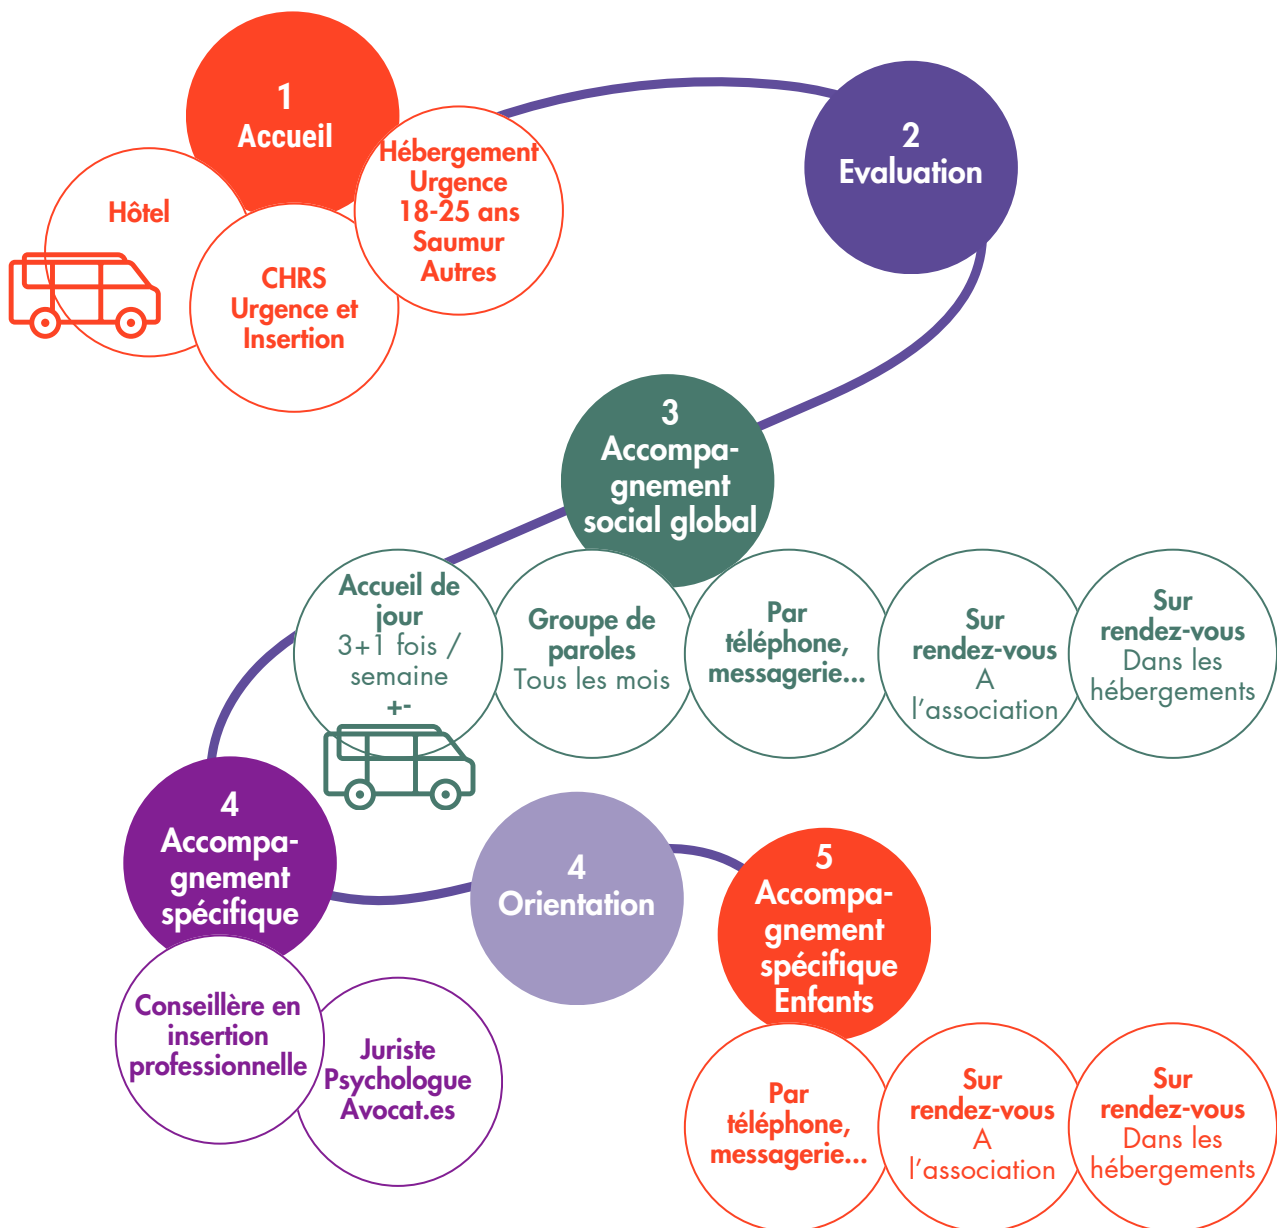 1
Accueil
Hôtel
CHRS
Urgence et
Insertion
Hébergement
Urgence
18-25 ans
Saumur
Autres
2
Evaluation
3
Accompa-
gnement
social global
Accueil de
jour
3+1 fois /
semaine
+-
Groupe de
paroles
Tous les mois
Par
téléphone,
messagerie...
Sur
rendez-vous
A
l'association
Sur
rendez-vous
Dans les
hébergements
4
Accompa-
gnement
spécifique
Conseillère en
insertion
professionnelle
Juriste
Psychologue
Avocat.es
4
Orientation
5
Accompa-
gnement
spécifique
Enfants
Par
téléphone,
messagerie...
Sur
rendez-vous
A
l'association
Sur
rendez-vous
Dans les
hébergements